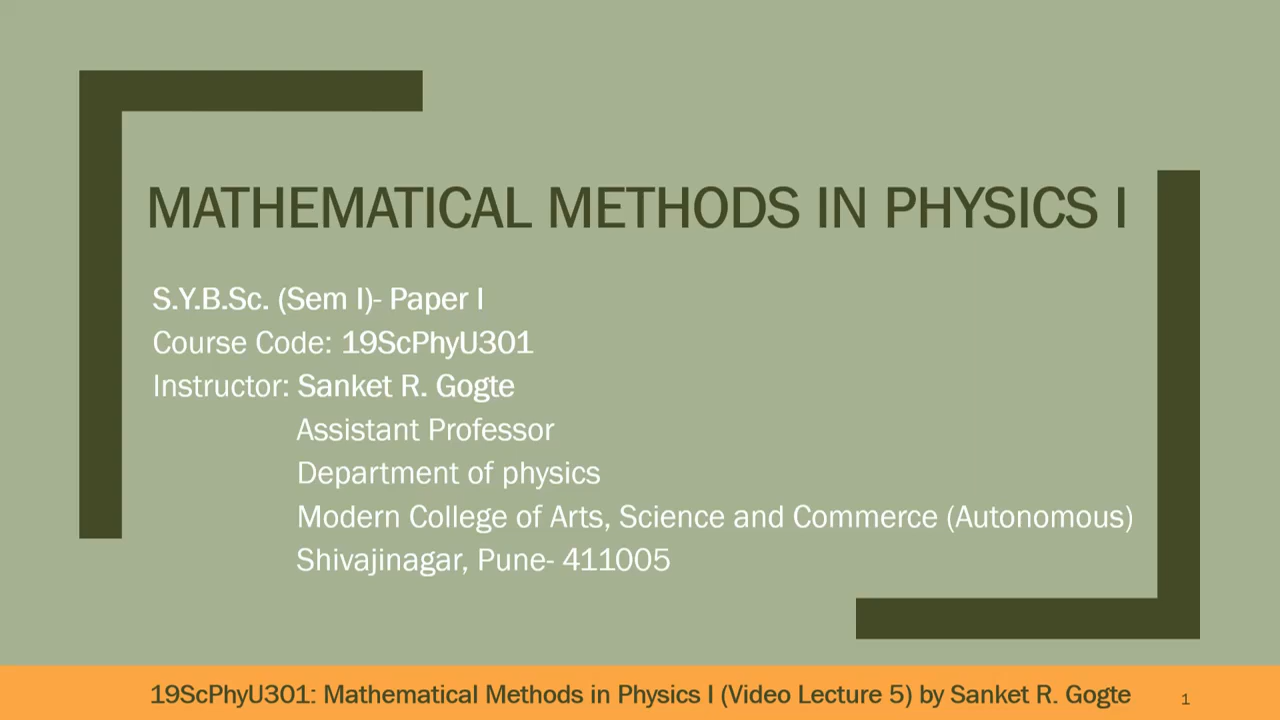 MATHEMATICAL METHODS IN PHYSICS I
S.Y.B.Sc. (Sem I)- Paper I
Course Code: 19ScPhyU301
Instructor: Sanket R. Gogte
Assistant Professor
Department of physics
Modern College of Arts, Science and Commerce (Autonomous)
Shivajinagar, Pune- 411005
19ScPhyU301: Mathematical Methods in Physics I (Video Lecture 5) by Sanket R. Gogte 1